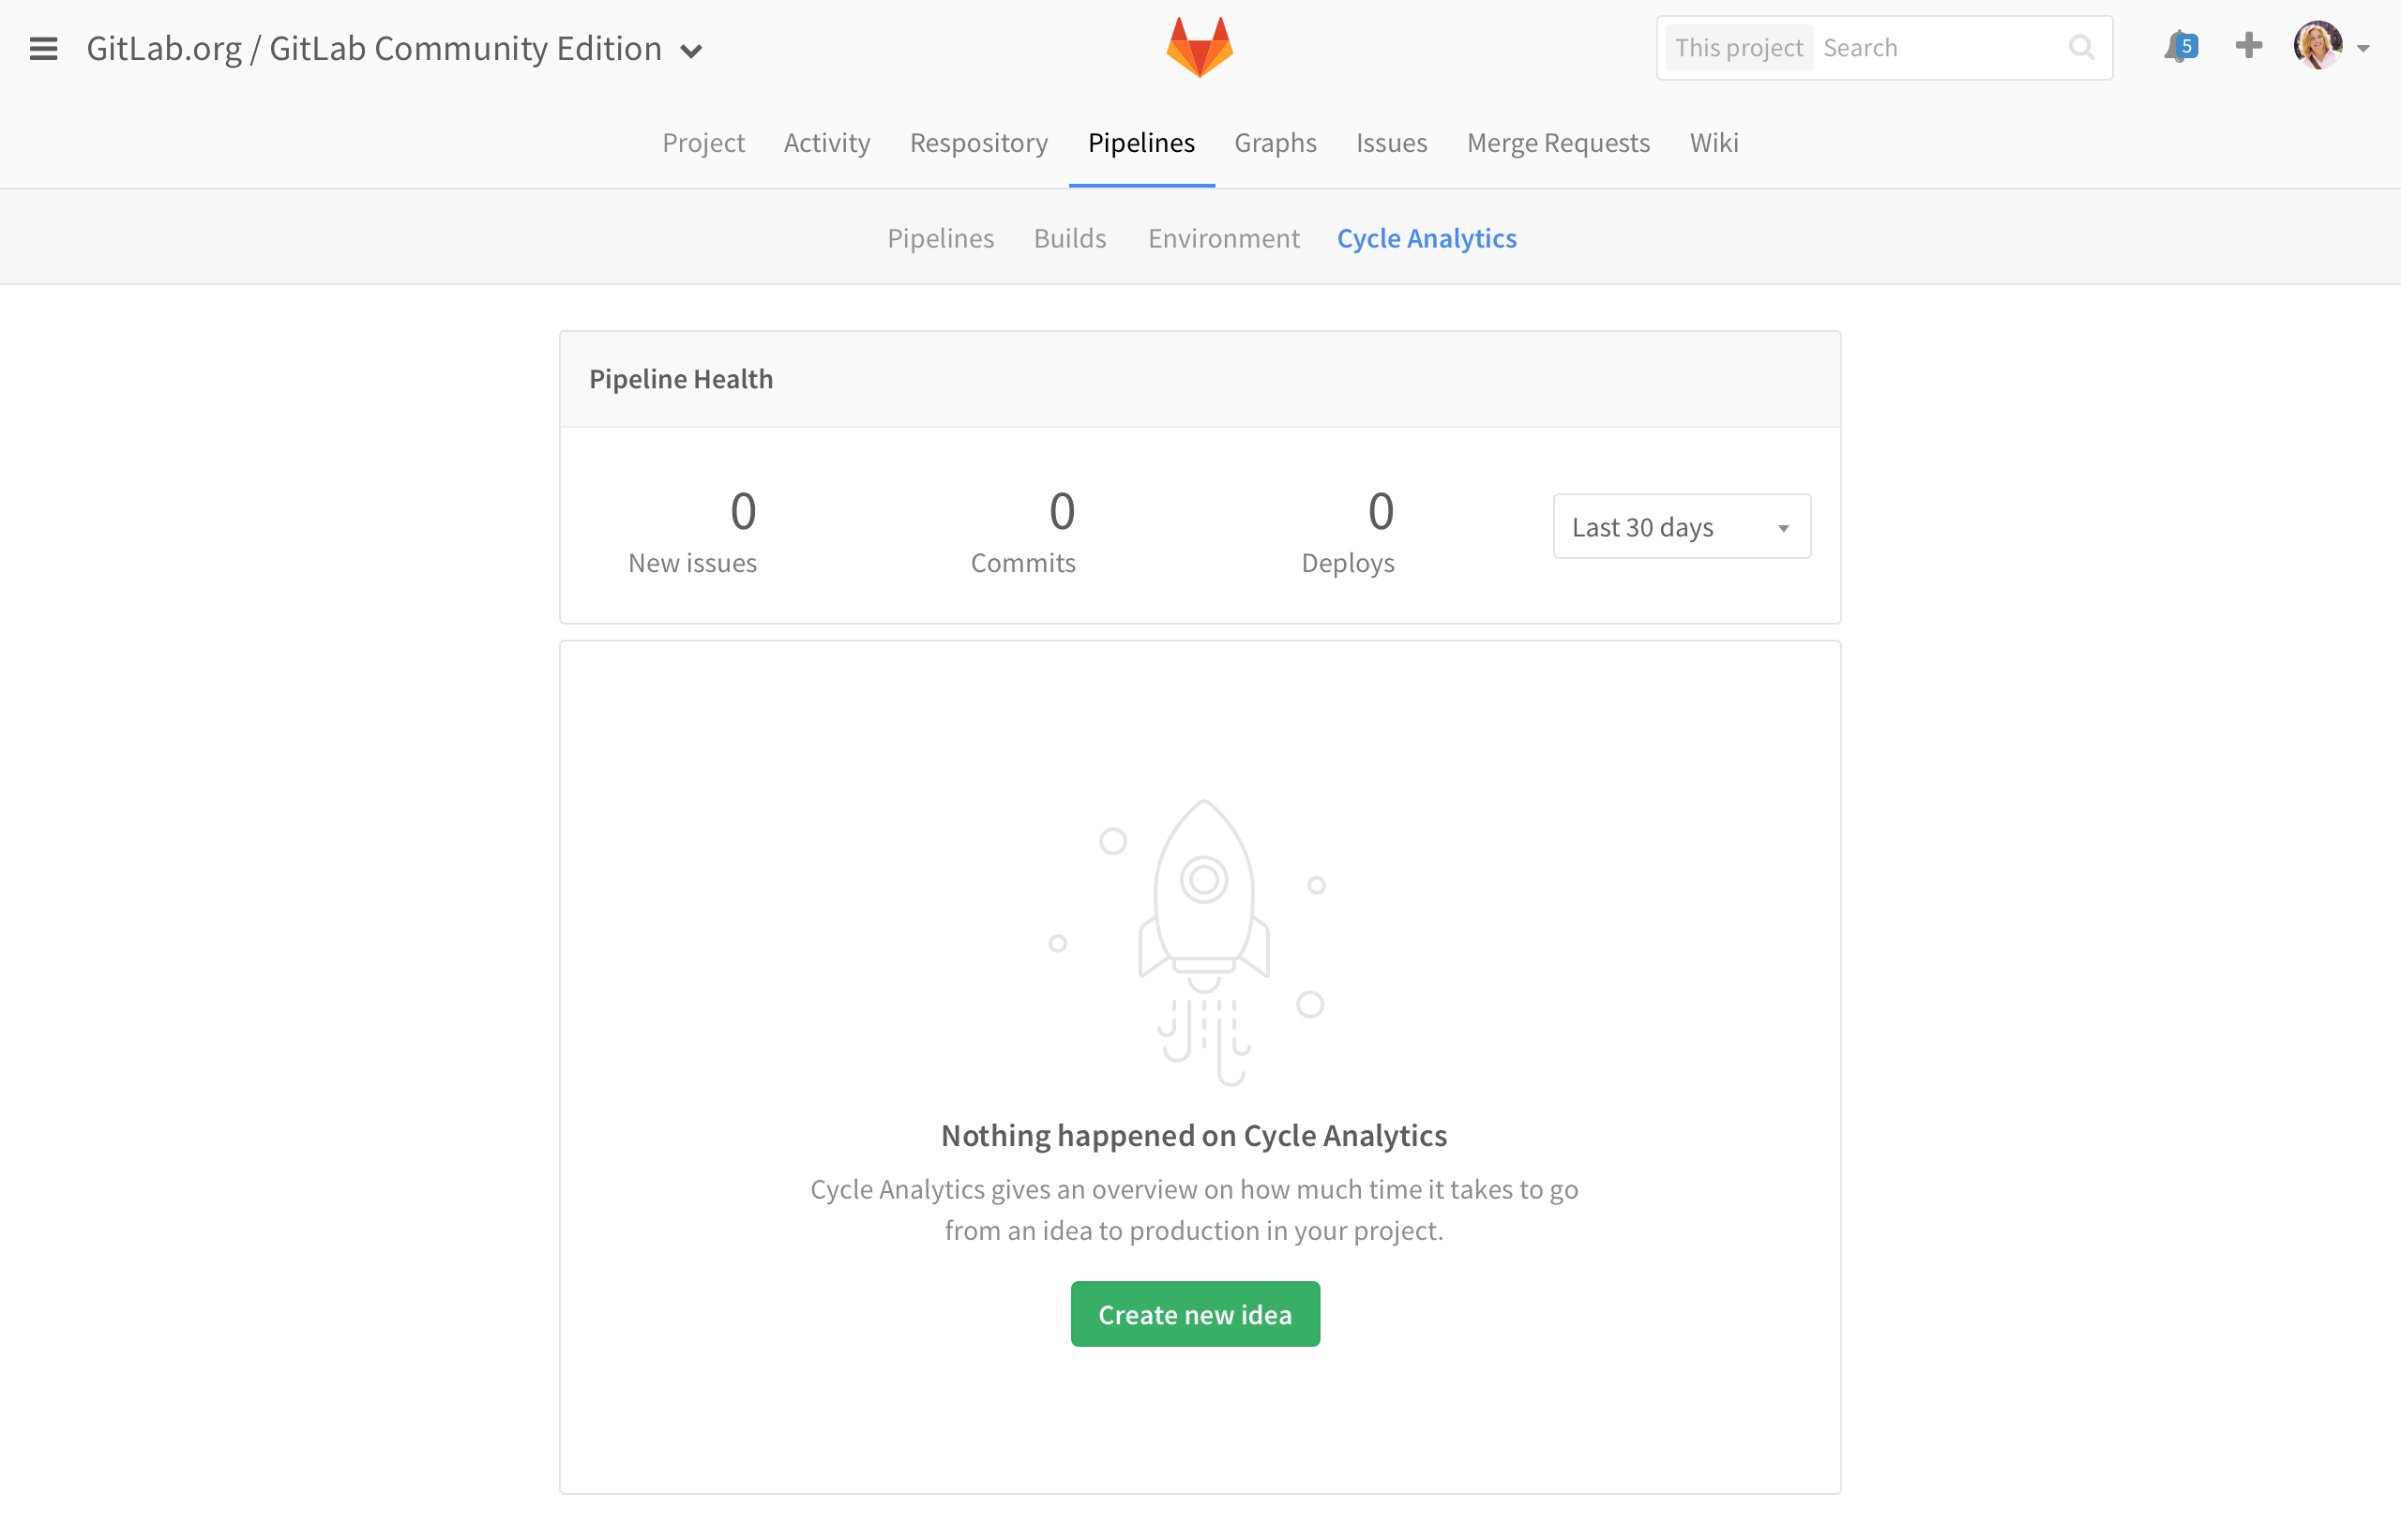 GitLab.org / GitLab Community Edition
This project Search
5
Project Activity Respository Pipelines Graphs Issues Merge Requests Wiki
Pipelines Builds Environment Cycle Analytics
Pipeline Health
0 0 0
Last 30 days
New issues Commits Deploys
Nothing happened on Cycle Analytics
Cycle Analytics gives an overview on how much time it takes to go
from an idea to production in your project.
Create new idea